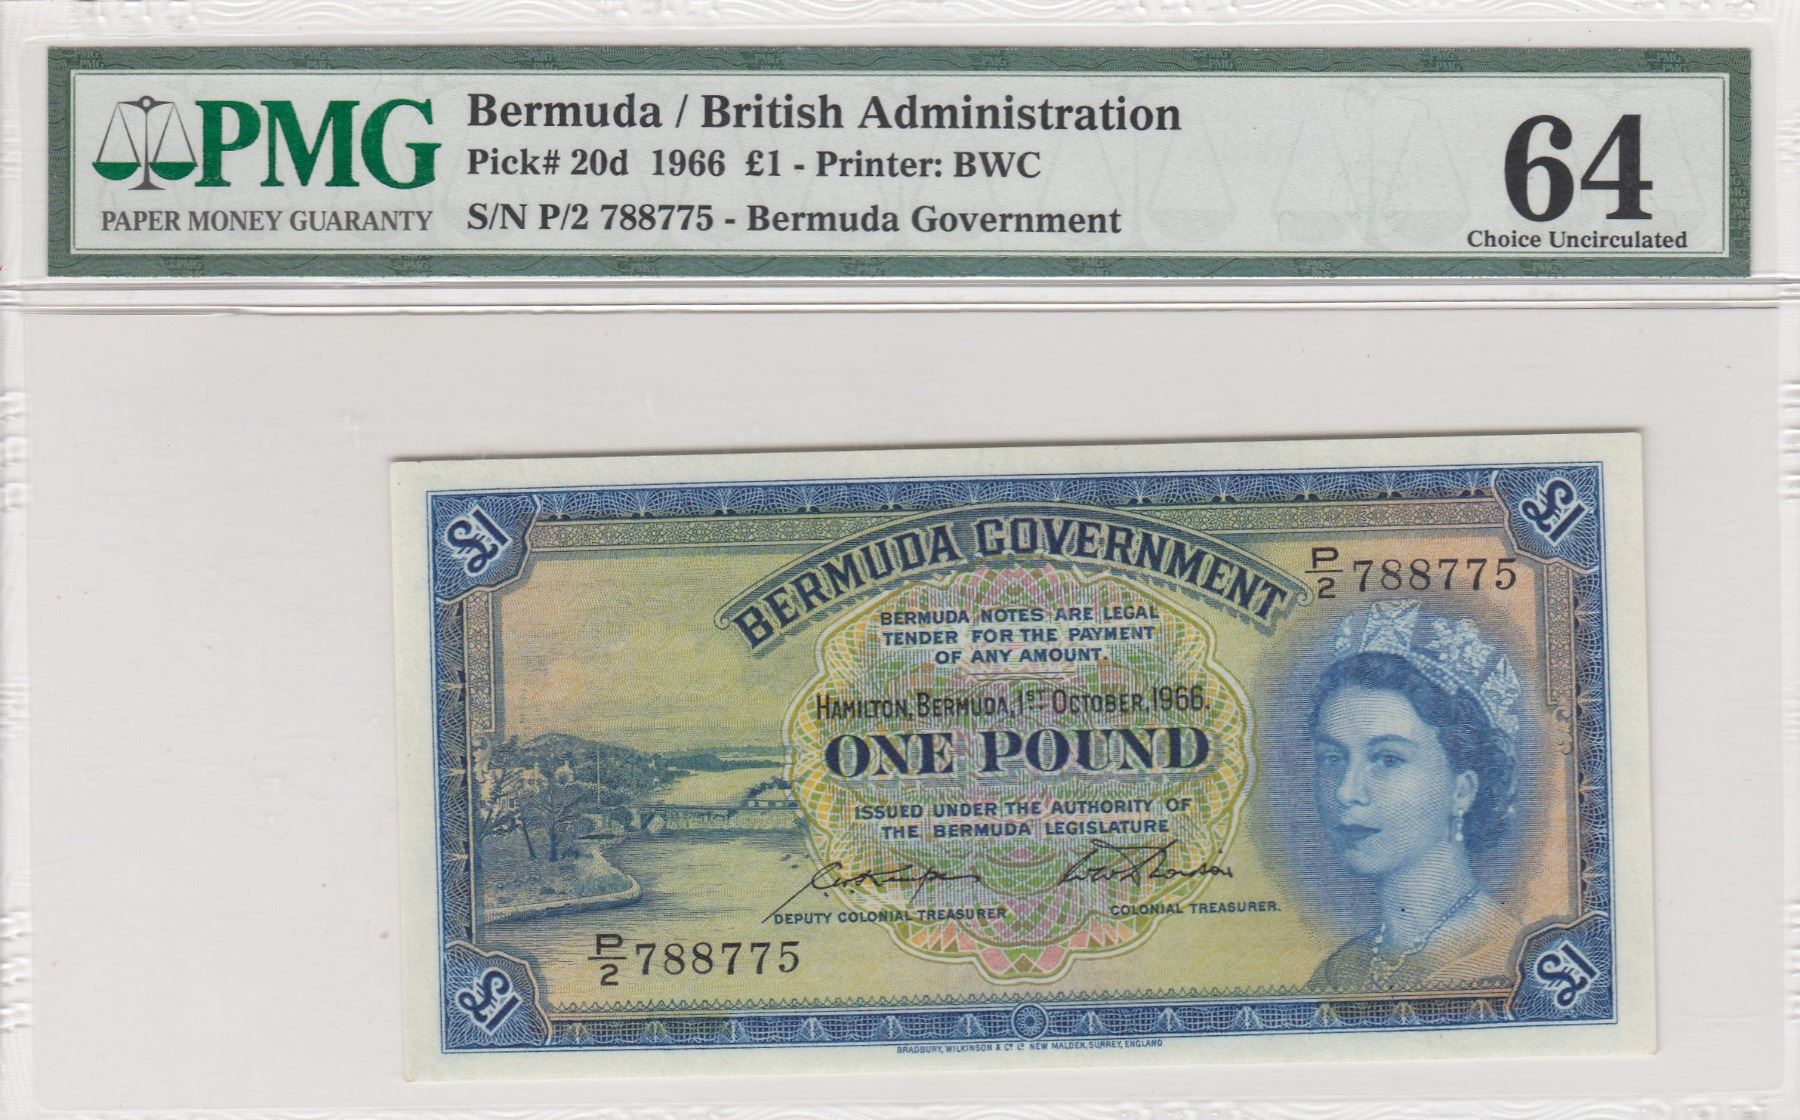 PMG
PAPER MONEY GUARANTY
Bermuda / British Administration
Pick# 20d 1966 £1 - Printer: BWC
S/N P/2 788775 - Bermuda Government
64
Choice Uncirculated
£1
£1
BERMUDA GOVERNMENT
P/2 788775
BERMUDA NOTES ARE LEGAL
TENDER FOR THE PAYMENT
OF ANY AMOUNT.
HAMILTON, BERMUDA, 1ST OCTOBER, 1966.
ONE POUND
ISSUED UNDER THE AUTHORITY OF
THE BERMUDA LEGISLATURE
DEPUTY COLONIAL TREASURER
COLONIAL TREASURER.
P/2 788775
£1
£1
BRADBURY, WILKINSON & Cº Lᴰ NEW MALDEN, SURREY, ENGLAND